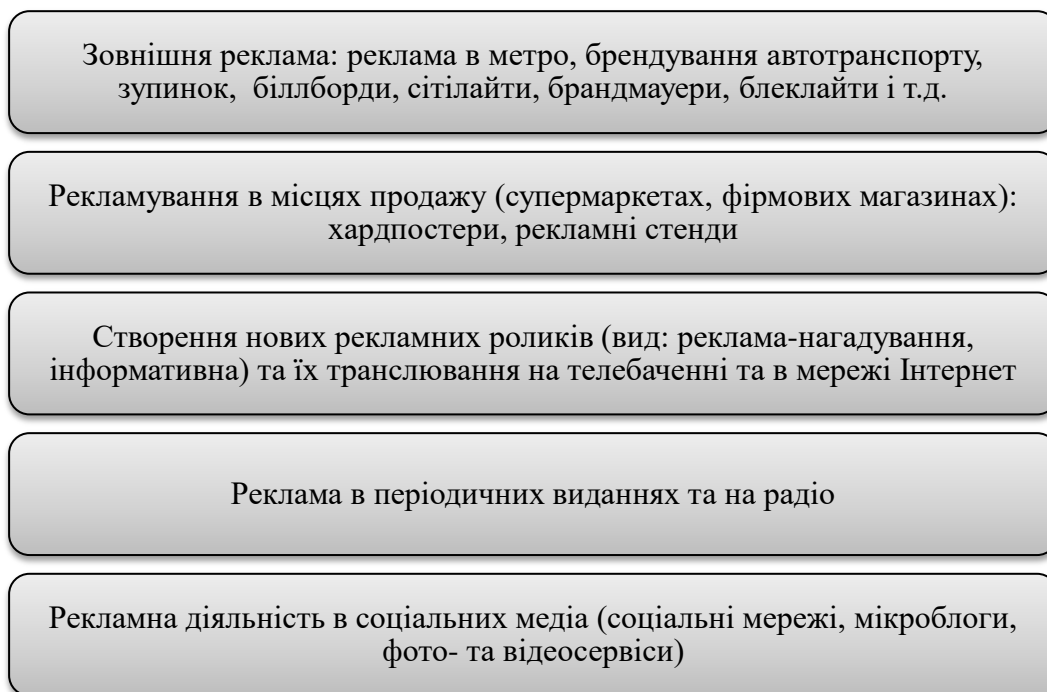 Зовнішня реклама: реклама в метро, брендування автотранспорту,
зупинок, біллборди, сітілайти, брандмауери, блеклайти і т.д.
Рекламування в місцях продажу (супермаркетах, фірмових магазинах):
хардпостери, рекламні стенди
Створення нових рекламних роликів (вид: реклама-нагадування,
інформативна) та їх транслювання на телебаченні та в мережі Інтернет
Реклама в періодичних виданнях та на радіо
Рекламна діяльність в соціальних медіа (соціальні мережі, мікроблоги,
фото- та відеосервіси)